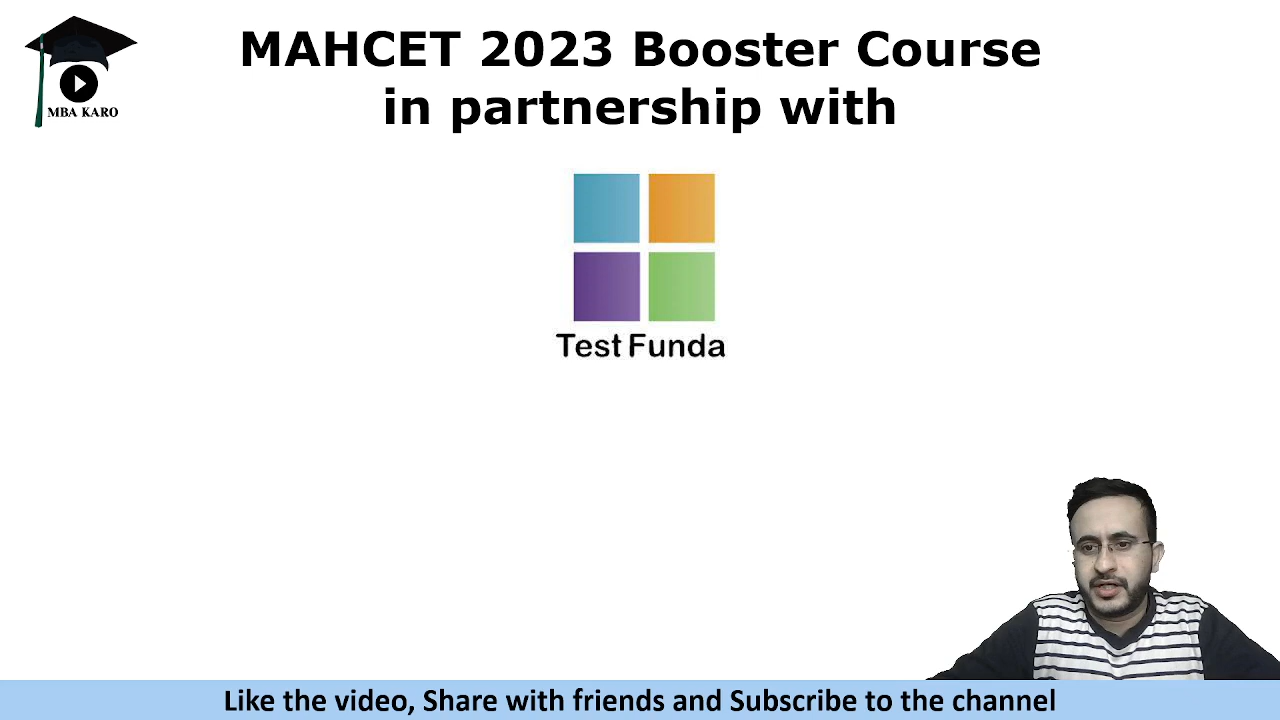 MAHCET 2023 Booster Course
in partnership with
MBA KARO
Test Funda
Like the video, Share with friends and Subscribe to the channel